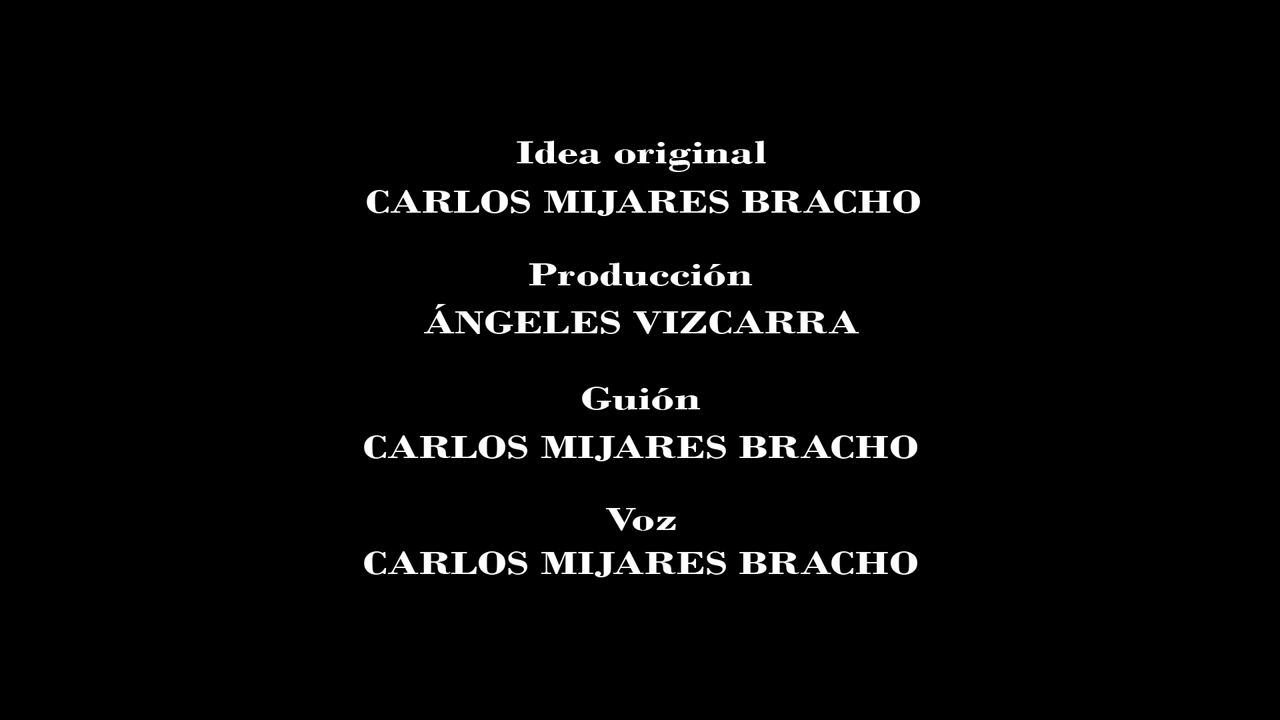 Idea original
CARLOS MIJARES BRACHO
Producción
ÁNGELES VIZCARRA
Guión
CARLOS MIJARES BRACHO
Voz
CARLOS MIJARES BRACHO